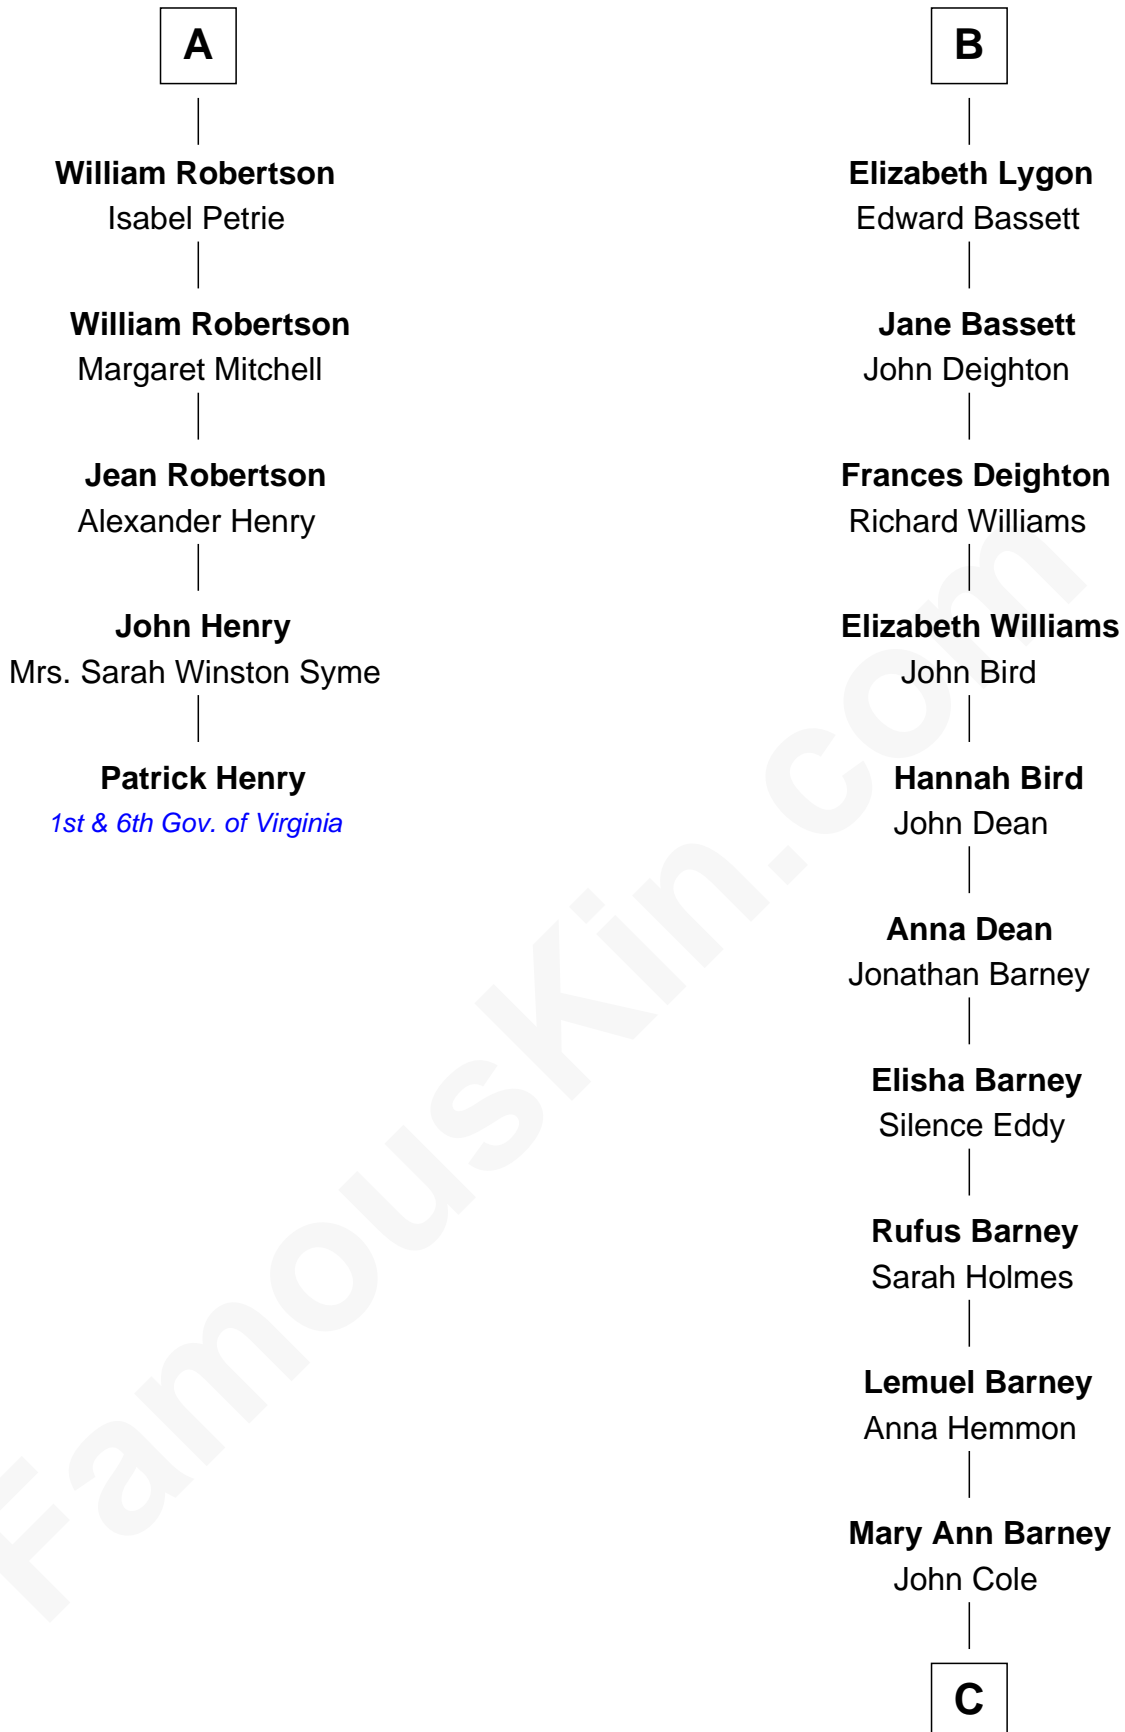 A
William Robertson
Isabel Petrie
William Robertson
Margaret Mitchell
Jean Robertson
Alexander Henry
John Henry
Mrs. Sarah Winston Syme
Patrick Henry
1st & 6th Gov. of Virginia
B
Elizabeth Lygon
Edward Bassett
Jane Bassett
John Deighton
Frances Deighton
Richard Williams
Elizabeth Williams
John Bird
Hannah Bird
John Dean
Anna Dean
Jonathan Barney
Elisha Barney
Silence Eddy
Rufus Barney
Sarah Holmes
Lemuel Barney
Anna Hemmon
Mary Ann Barney
John Cole
C
FamousKin.com